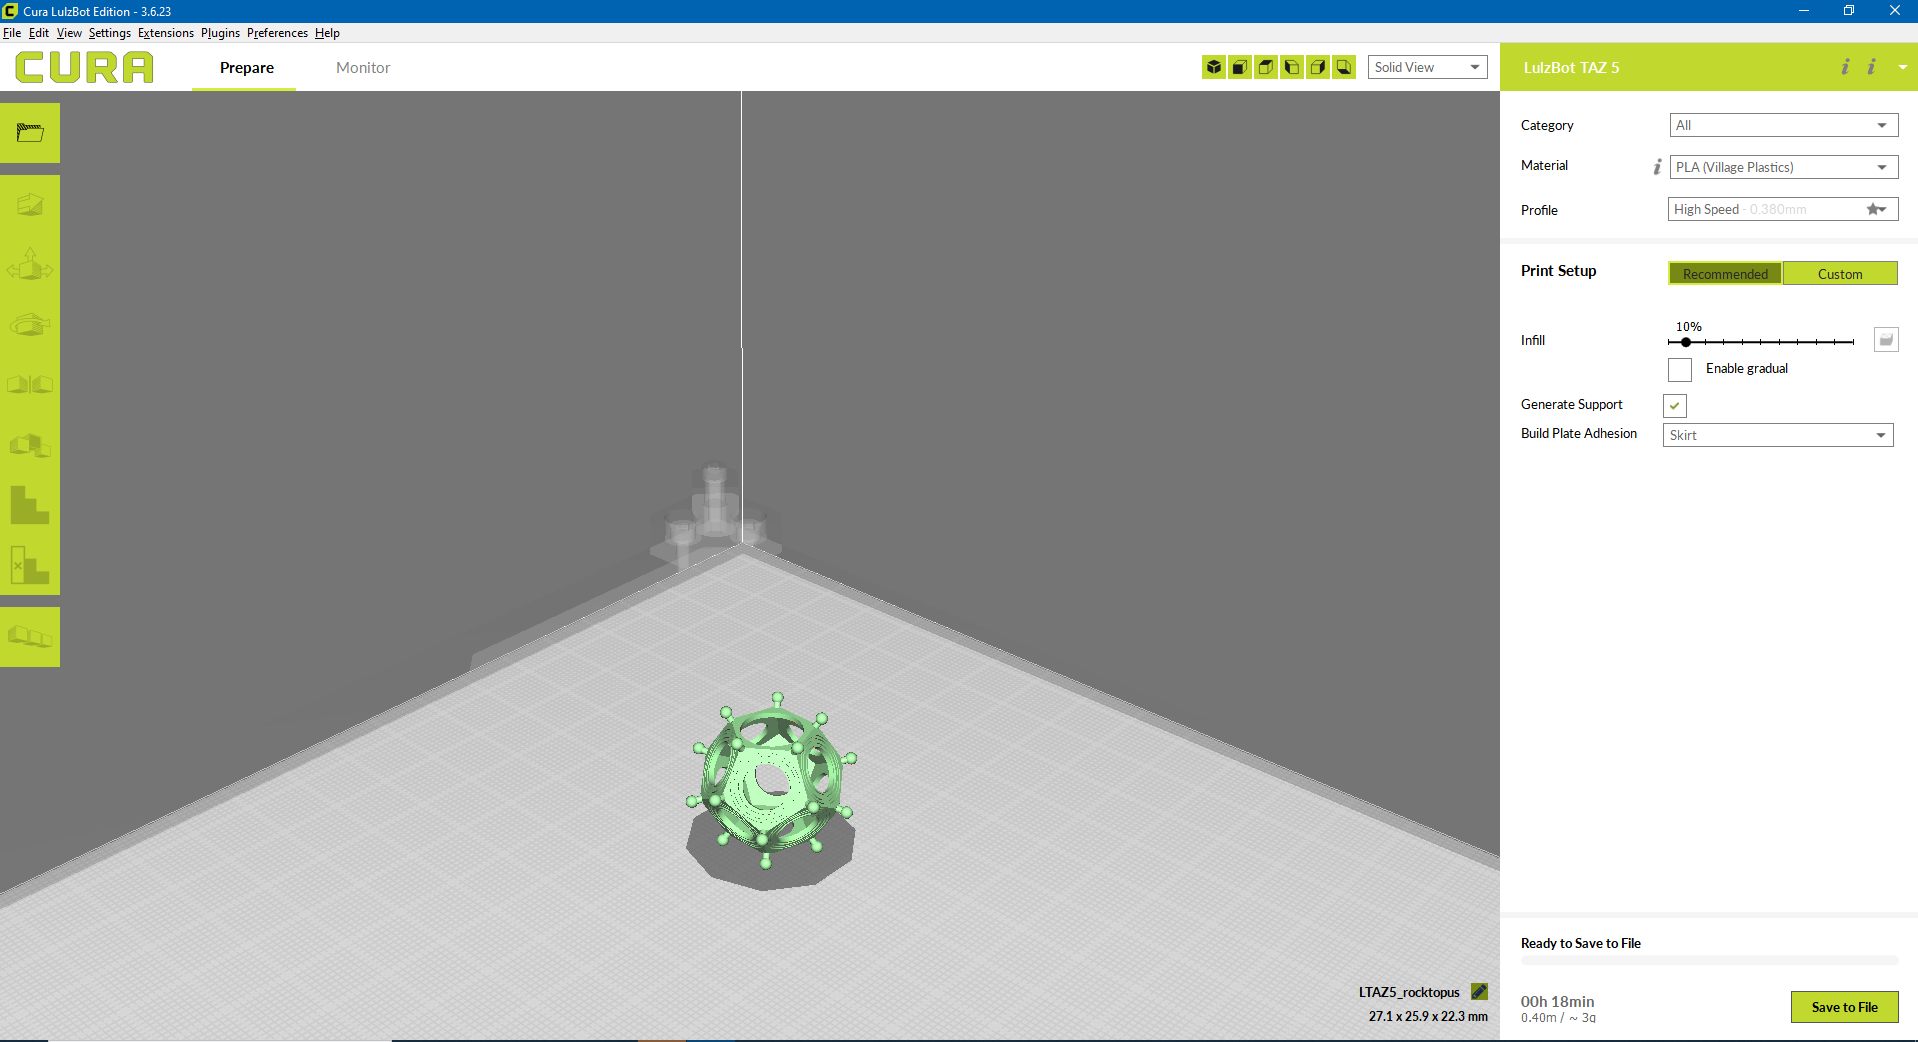 Cura LulzBot Edition - 3.6.23
File Edit View Settings Extensions Plugins Preferences Help
CURA Prepare Monitor Solid View LulzBot TAZ 5
Category All
Material PLA (Village Plastics)
Profile High Speed - 0.380mm
Print Setup Recommended Custom
10%
Infill
Enable gradual
Generate Support
Build Plate Adhesion Skirt
Ready to Save to File
LTAZ5_rocktopus
27.1 x 25.9 x 22.3 mm
00h 18min
0.40m / ~ 3g
Save to File